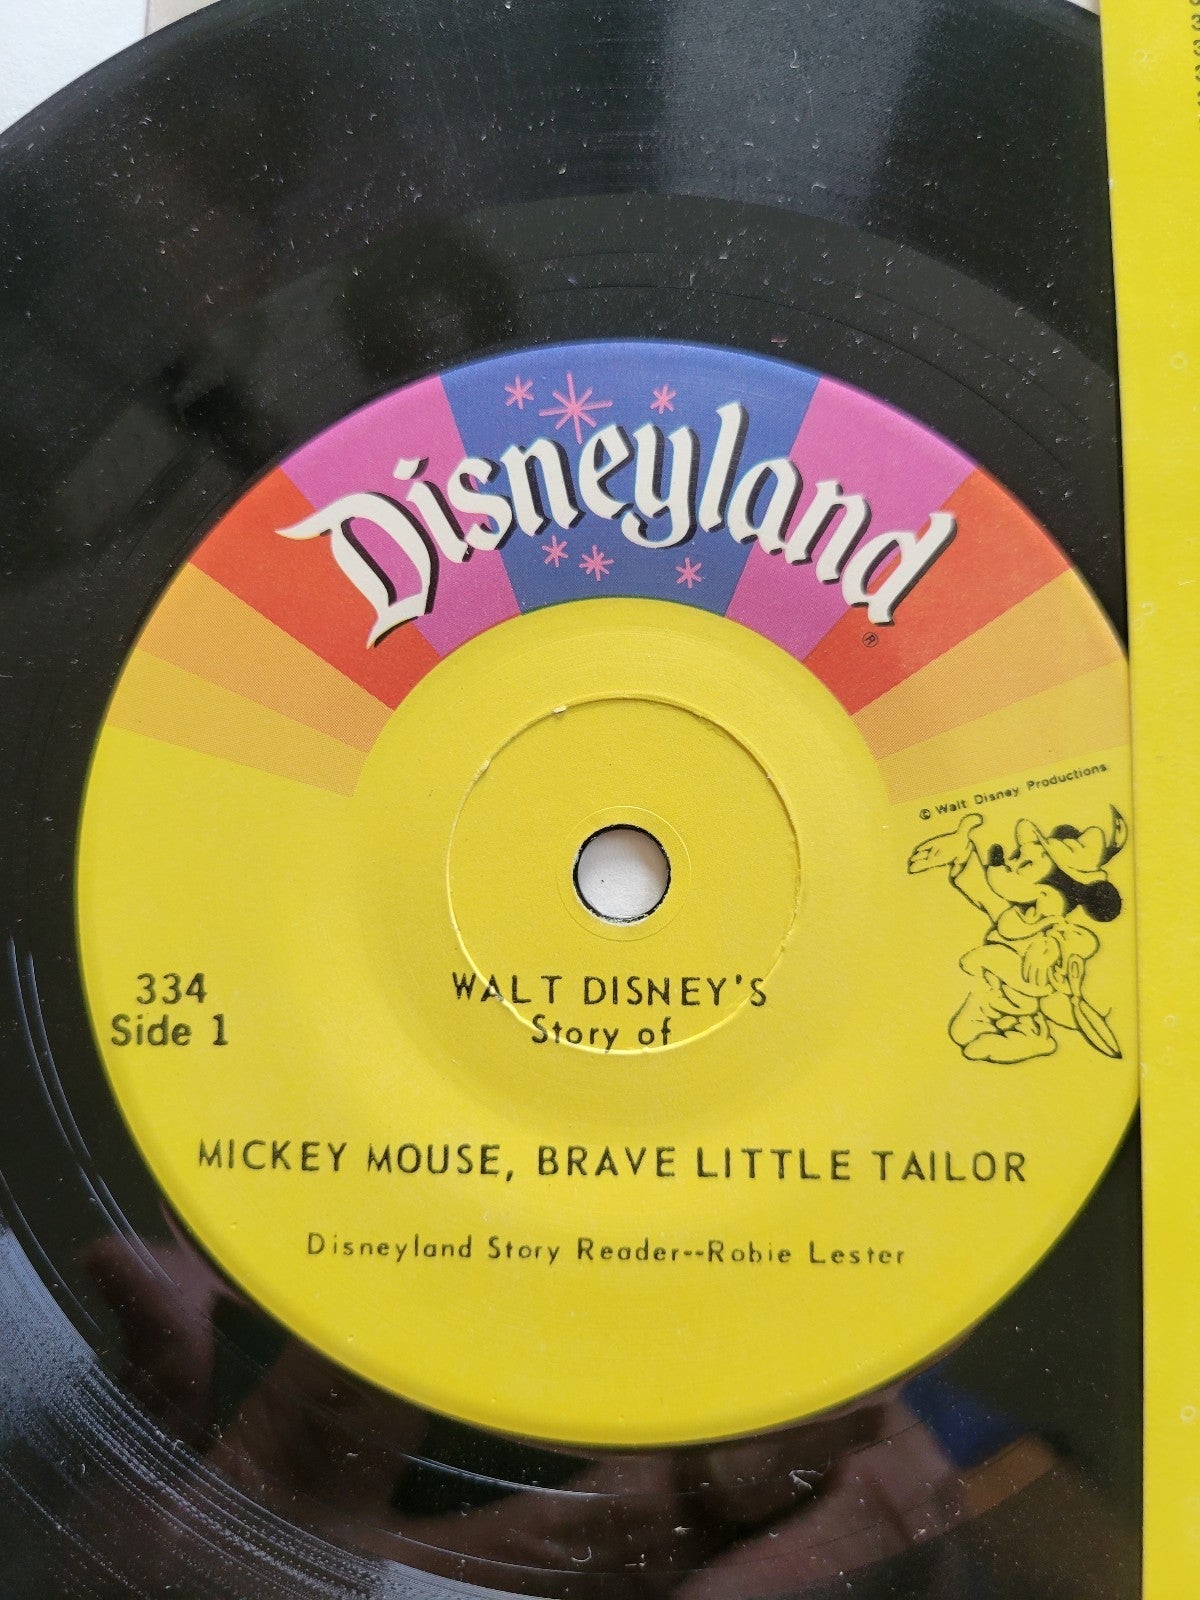 Disneyland
®
© Walt Disney Productions
334
Side 1
WALT DISNEY'S
Story of
MICKEY MOUSE, BRAVE LITTLE TAILOR
Disneyland Story Reader--Robie Lester